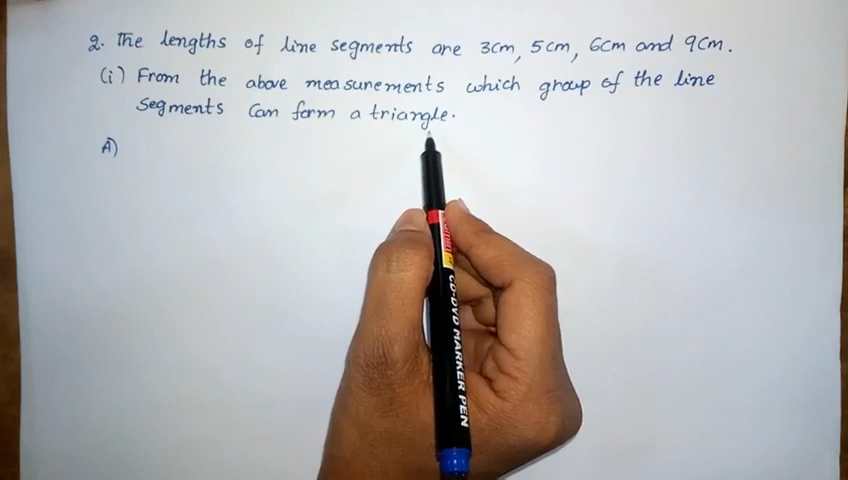 2. The lengths of line segments are 3cm, 5cm, 6cm and 9cm.
(i) From the above measurements which group of the line
segments can form a triangle.
A)
CD-DVD MARKER PEN